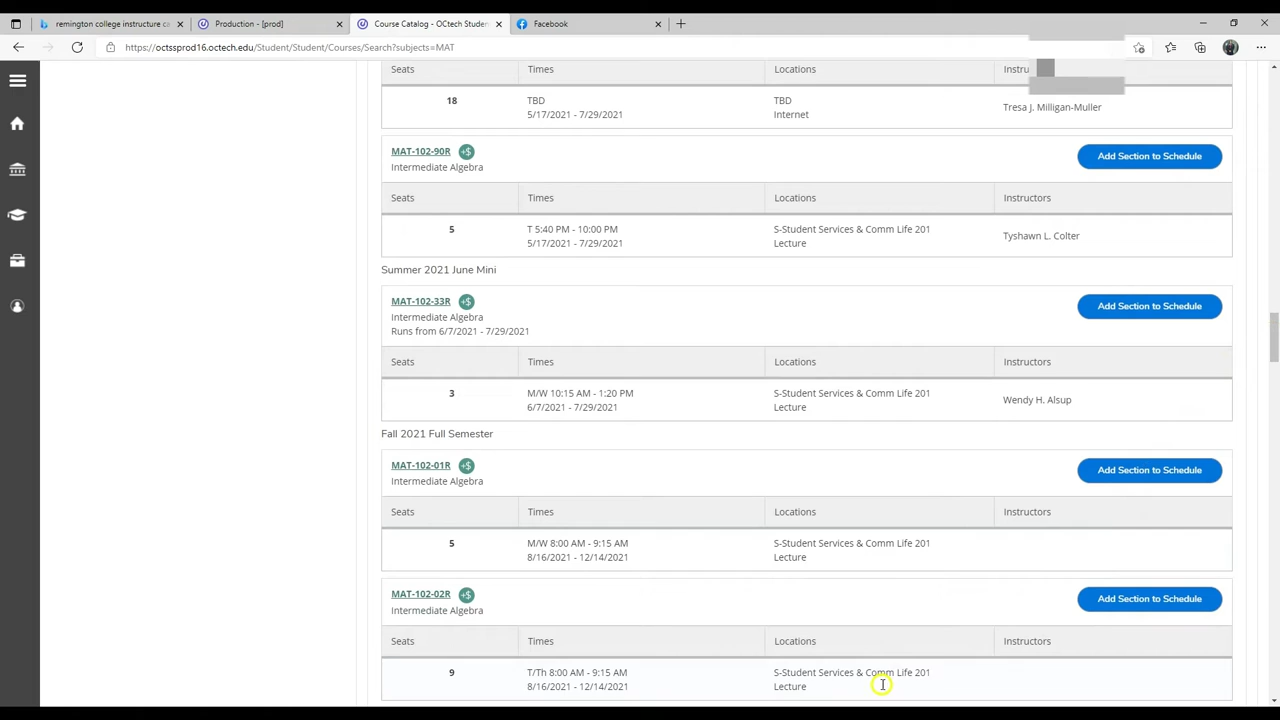 remington college instructure ca
Production - [prod]
Course Catalog - OCtech Studen
Facebook
https://octssprod16.octech.edu/Student/Student/Courses/Search?subjects=MAT
Seats Times Locations Instru
18 TBD TBD Tresa J. Milligan-Muller
5/17/2021 - 7/29/2021 Internet
MAT-102-90R +$ Add Section to Schedule
Intermediate Algebra
Seats Times Locations Instructors
5 T 5:40 PM - 10:00 PM S-Student Services & Comm Life 201 Tyshawn L. Colter
5/17/2021 - 7/29/2021 Lecture
Summer 2021 June Mini
MAT-102-33R +$ Add Section to Schedule
Intermediate Algebra
Runs from 6/7/2021 - 7/29/2021
Seats Times Locations Instructors
3 M/W 10:15 AM - 1:20 PM S-Student Services & Comm Life 201 Wendy H. Alsup
6/7/2021 - 7/29/2021 Lecture
Fall 2021 Full Semester
MAT-102-01R +$ Add Section to Schedule
Intermediate Algebra
Seats Times Locations Instructors
5 M/W 8:00 AM - 9:15 AM S-Student Services & Comm Life 201
8/16/2021 - 12/14/2021 Lecture
MAT-102-02R +$ Add Section to Schedule
Intermediate Algebra
Seats Times Locations Instructors
9 T/Th 8:00 AM - 9:15 AM S-Student Services & Comm Life 201
8/16/2021 - 12/14/2021 Lecture